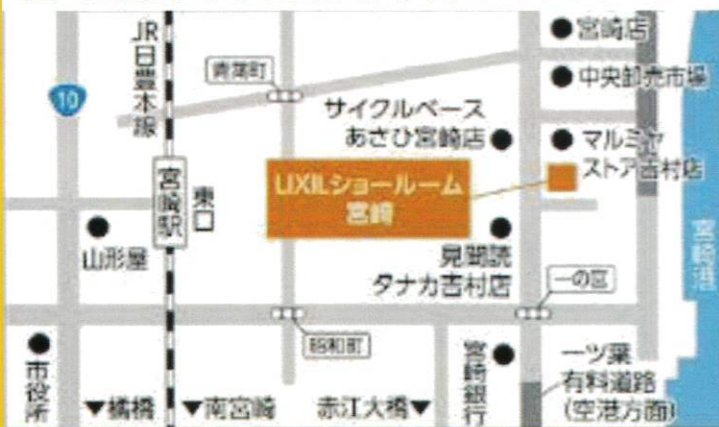 JR日豊本線
宮崎店
青葉町
中央卸売市場
10
サイクルベース
あさひ宮崎店
マルミヤ
ストア吉村店
宮崎駅
東口
LIXILショールーム
宮崎
山形屋
見聞読
タナカ吉村店
一の宮
宮崎港
昭和町
市役所
宮崎銀行
一ツ葉
有料道路
(空港方面)
▼橘橋
▼南宮崎
赤江大橋▼